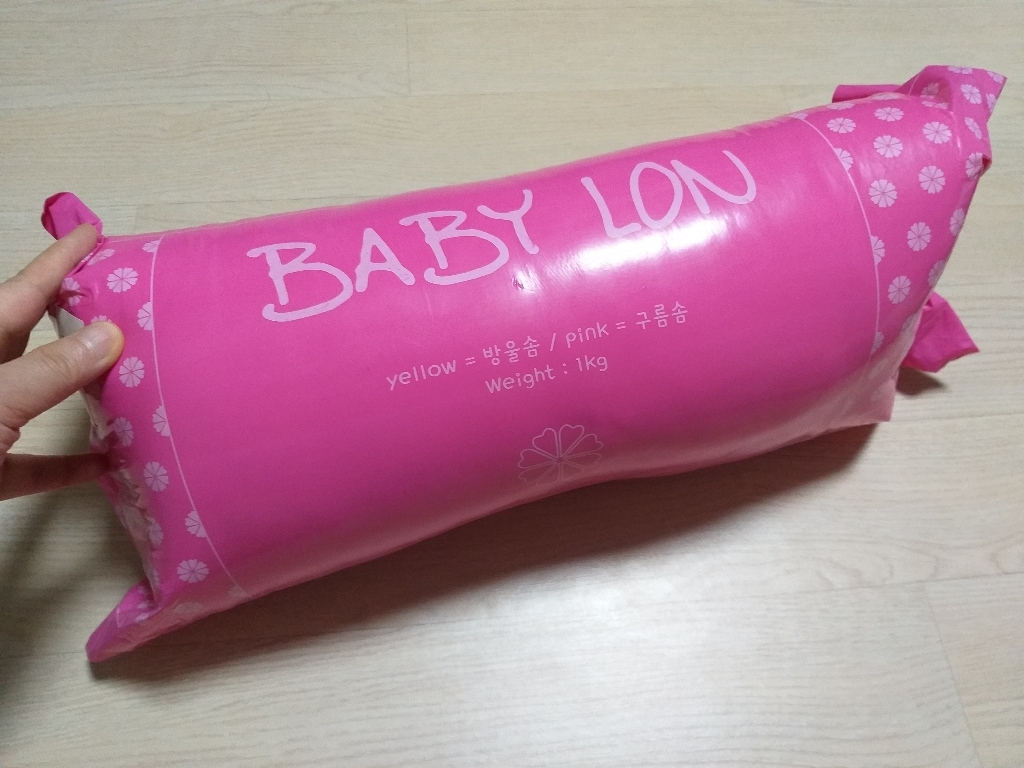 BABY LON
yellow = 방울솜 / pink = 구름솜
Weight : 1kg